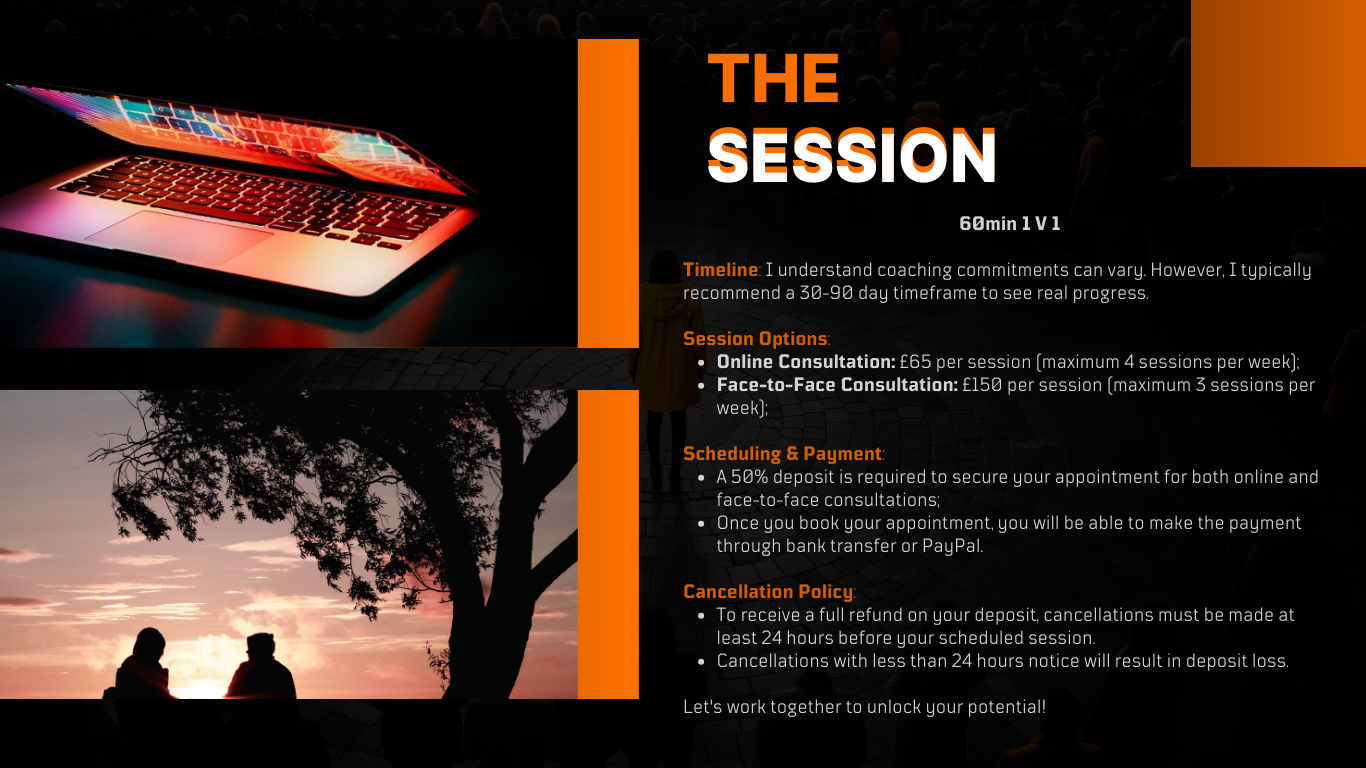 THE
SESSION
60min 1 V 1
Timeline: I understand coaching commitments can vary. However, I typically
recommend a 30-90 day timeframe to see real progress.
Session Options:
• Online Consultation: £65 per session (maximum 4 sessions per week);
• Face-to-Face Consultation: £150 per session (maximum 3 sessions per
week);
Scheduling & Payment:
• A 50% deposit is required to secure your appointment for both online and
face-to-face consultations;
• Once you book your appointment, you will be able to make the payment
through bank transfer or PayPal.
Cancellation Policy:
• To receive a full refund on your deposit, cancellations must be made at
least 24 hours before your scheduled session.
• Cancellations with less than 24 hours notice will result in deposit loss.
Let's work together to unlock your potential!